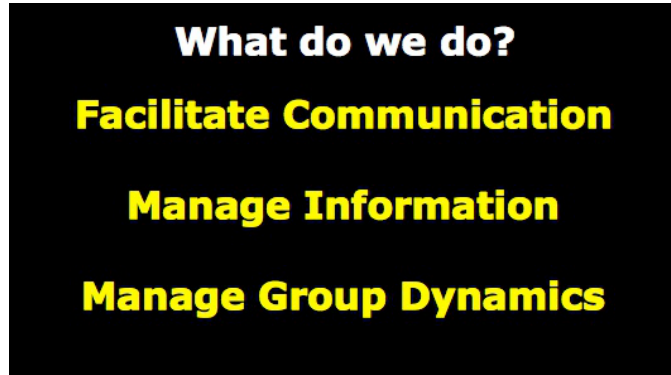 What do we do?
Facilitate Communication
Manage Information
Manage Group Dynamics